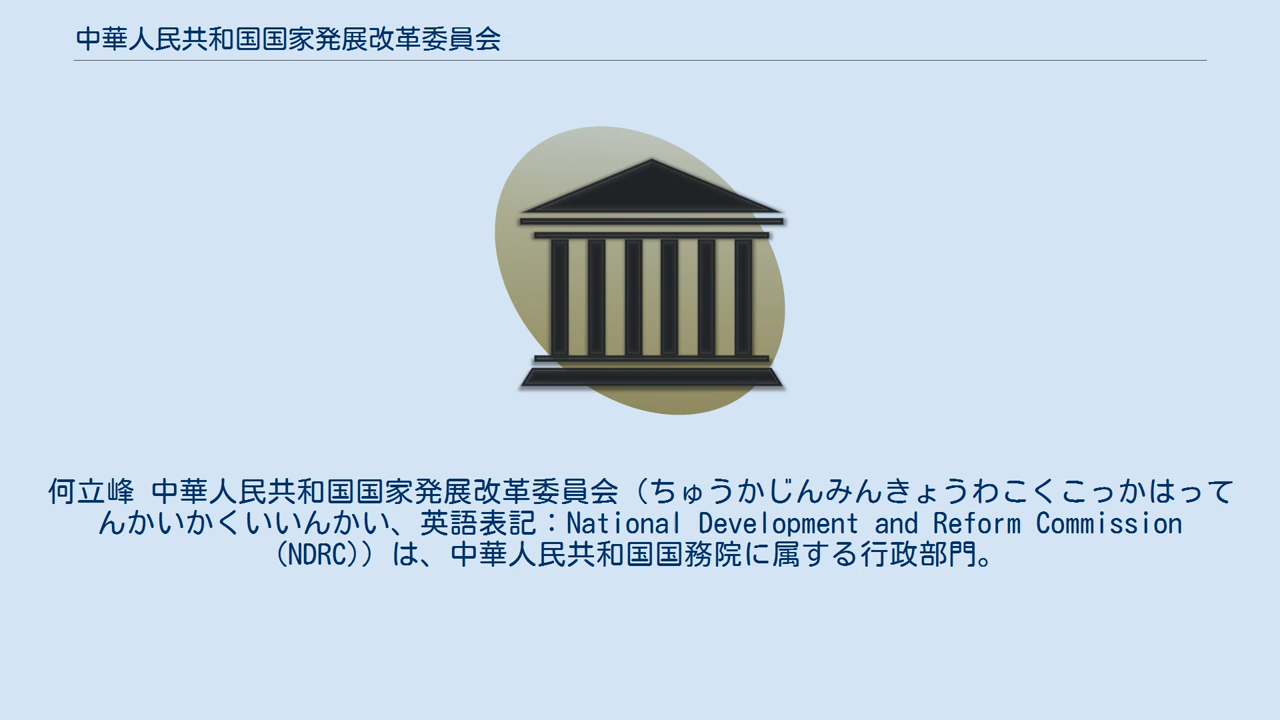 中華人民共和国国家発展改革委員会
何立峰 中華人民共和国国家発展改革委員会（ちゅうかじんみんきょうわこくこっかはって
んかいかくいいんかい、英語表記：National Development and Reform Commission
（NDRC)）は、中華人民共和国国務院に属する行政部門。